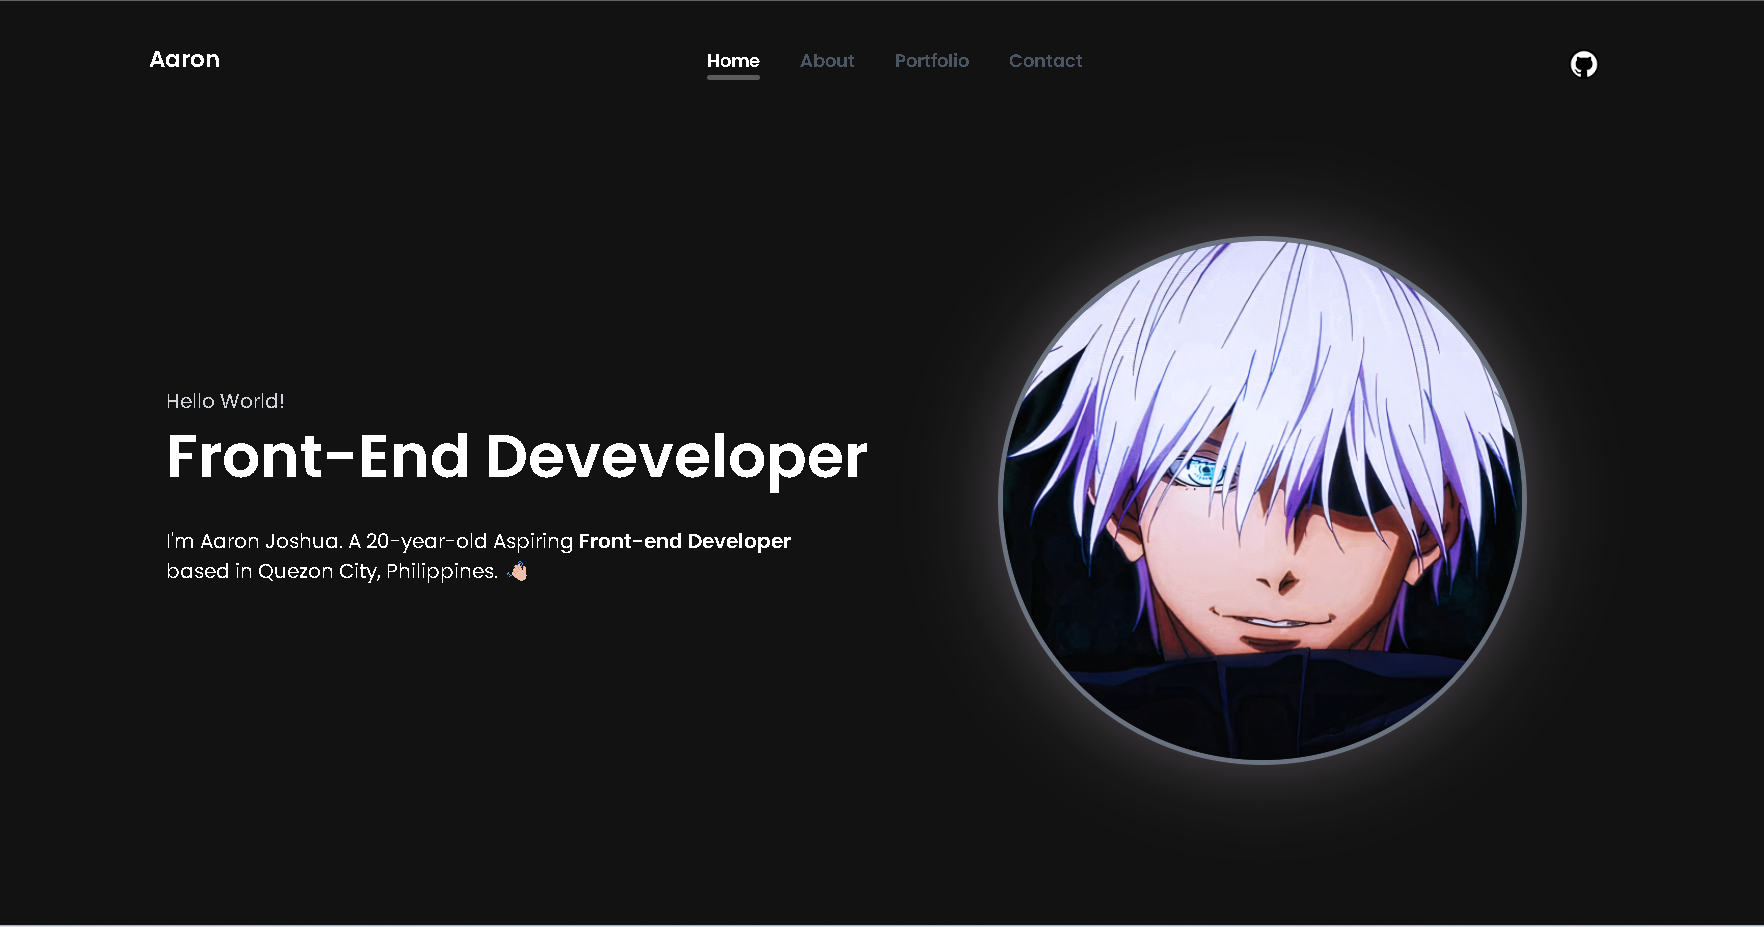 Aaron
Home About Portfolio Contact
Hello World!
Front-End Deveveloper
I'm Aaron Joshua. A 20-year-old Aspiring Front-end Developer
based in Quezon City, Philippines. 👋🏻